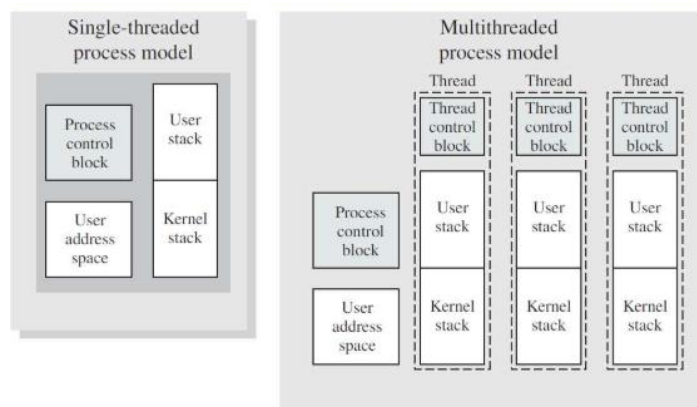 Single-threaded
process model
Process
control
block
User
stack
User
address
space
Kernel
stack
Multithreaded
process model
Thread
Thread
Thread
Thread
control
block
Thread
control
block
Thread
control
block
Process
control
block
User
stack
User
stack
User
stack
User
address
space
Kernel
stack
Kernel
stack
Kernel
stack